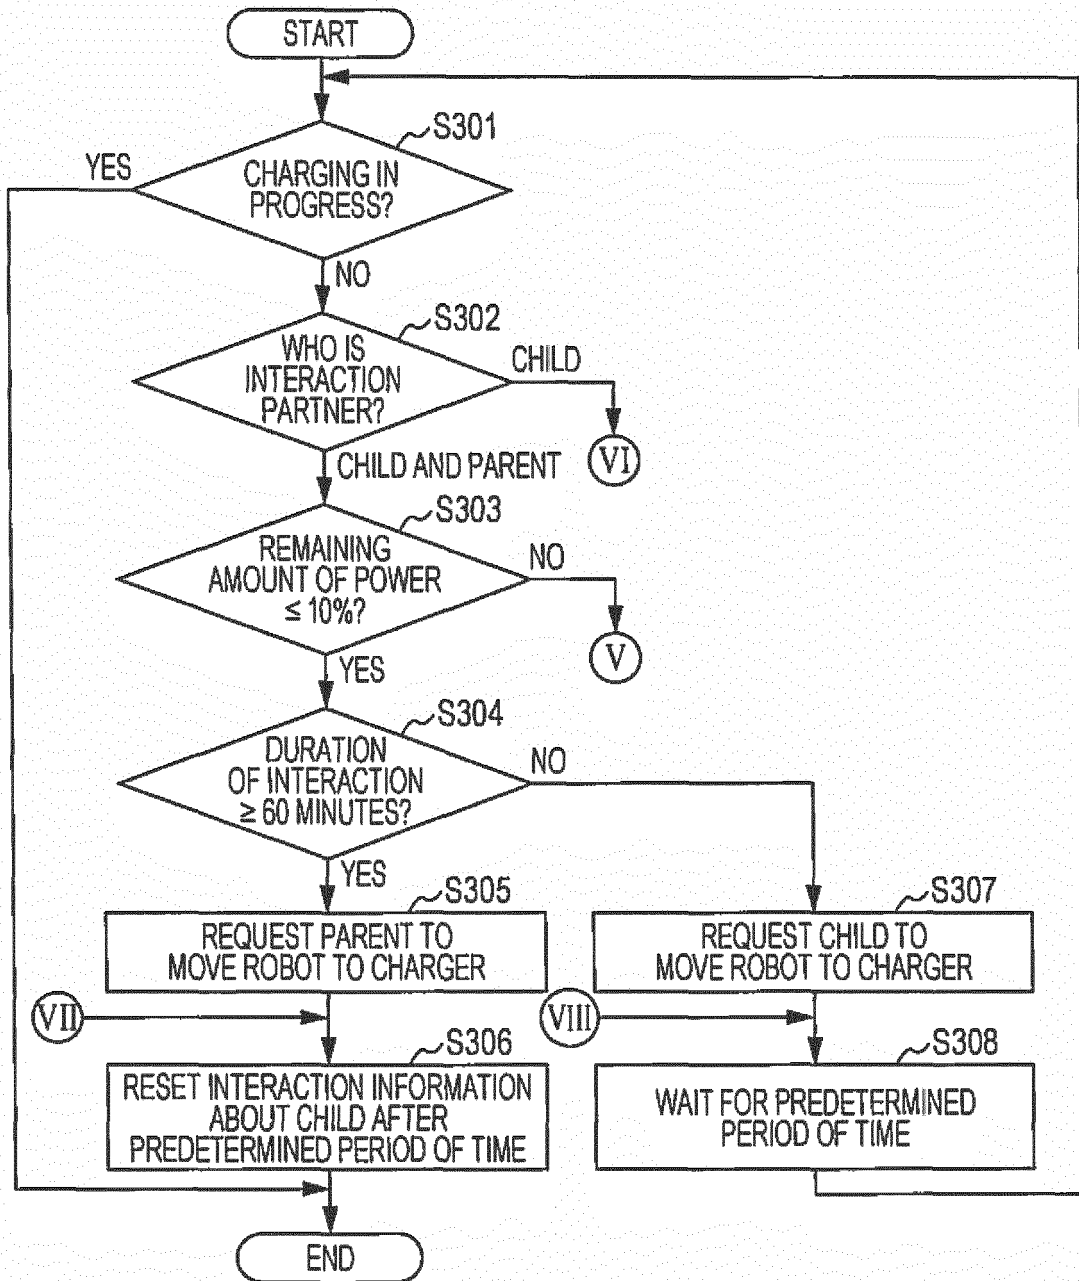 START
S301
YES
CHARGING IN
PROGRESS?
NO
S302
WHO IS
INTERACTION
PARTNER?
CHILD
VI
CHILD AND PARENT
S303
REMAINING
AMOUNT OF POWER
≤ 10%?
NO
V
YES
S304
DURATION
OF INTERACTION
≥ 60 MINUTES?
NO
YES
S305
REQUEST PARENT TO
MOVE ROBOT TO CHARGER
S307
REQUEST CHILD TO
MOVE ROBOT TO CHARGER
VII
VIII
S306
RESET INTERACTION INFORMATION
ABOUT CHILD AFTER
PREDETERMINED PERIOD OF TIME
S308
WAIT FOR PREDETERMINED
PERIOD OF TIME
END